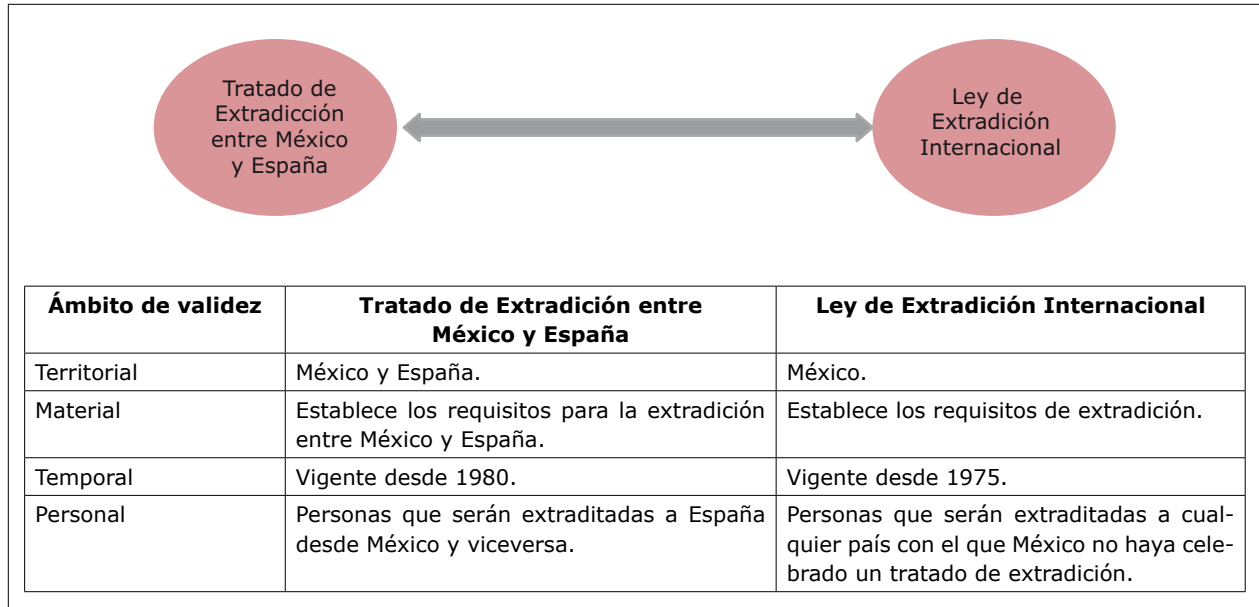 Tratado de
Extradicción
entre México
y España
Ley de
Extradición
Internacional
Ámbito de validez
Tratado de Extradición entre
México y España
Ley de Extradición Internacional
Territorial
México y España.
México.
Material
Establece los requisitos para la extradición
entre México y España.
Establece los requisitos de extradición.
Temporal
Vigente desde 1980.
Vigente desde 1975.
Personal
Personas que serán extraditadas a España
desde México y viceversa.
Personas que serán extraditadas a cual-
quier país con el que México no haya cele-
brado un tratado de extradición.